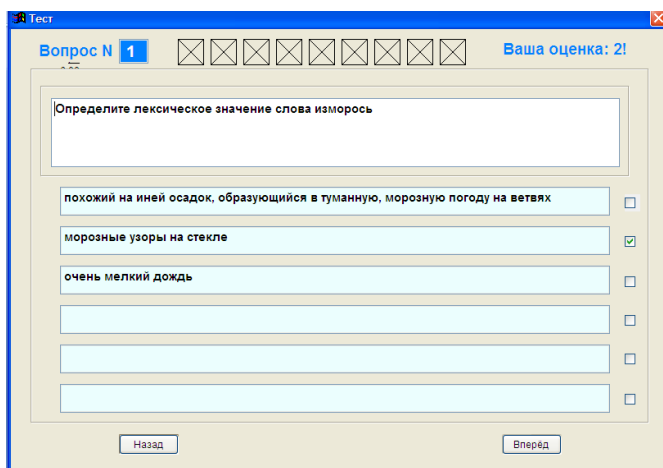 Тест
Вопрос N 1
Ваша оценка: 2!
Определите лексическое значение слова изморось
похожий на иней осадок, образующийся в туманную, морозную погоду на ветвях
морозные узоры на стекле
очень мелкий дождь
Назад
Вперёд